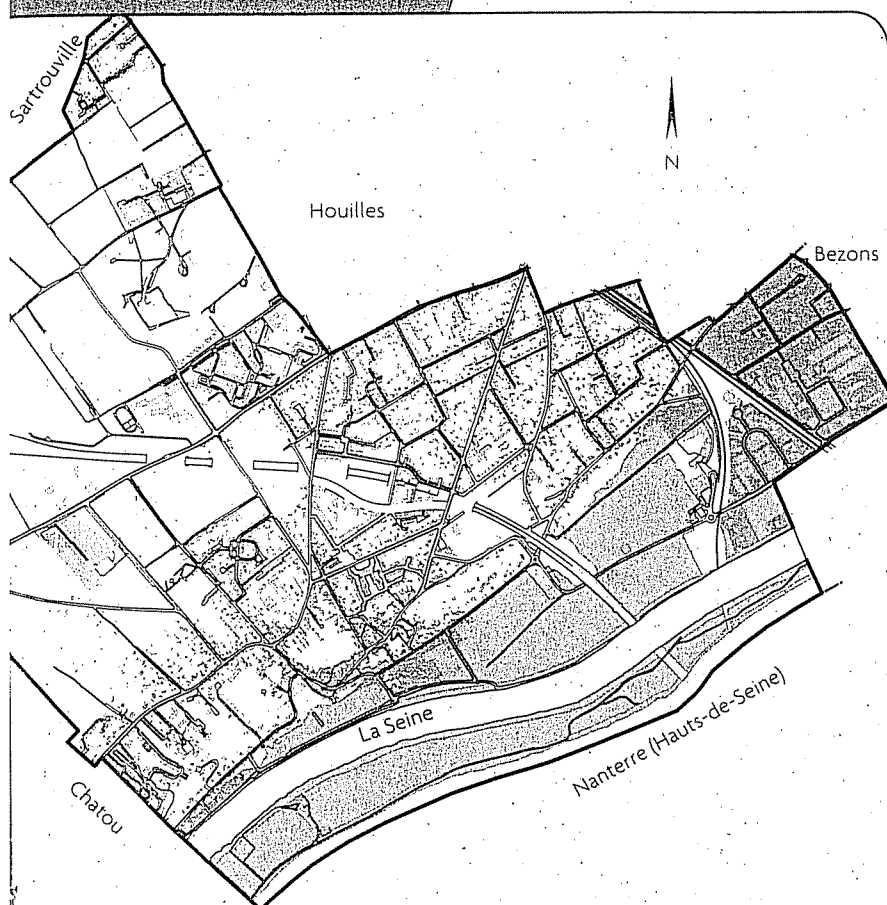 Sartrouville
N
Houilles
Bezons
La Seine
Nanterre (Hauts-de-Seine)
Chatou